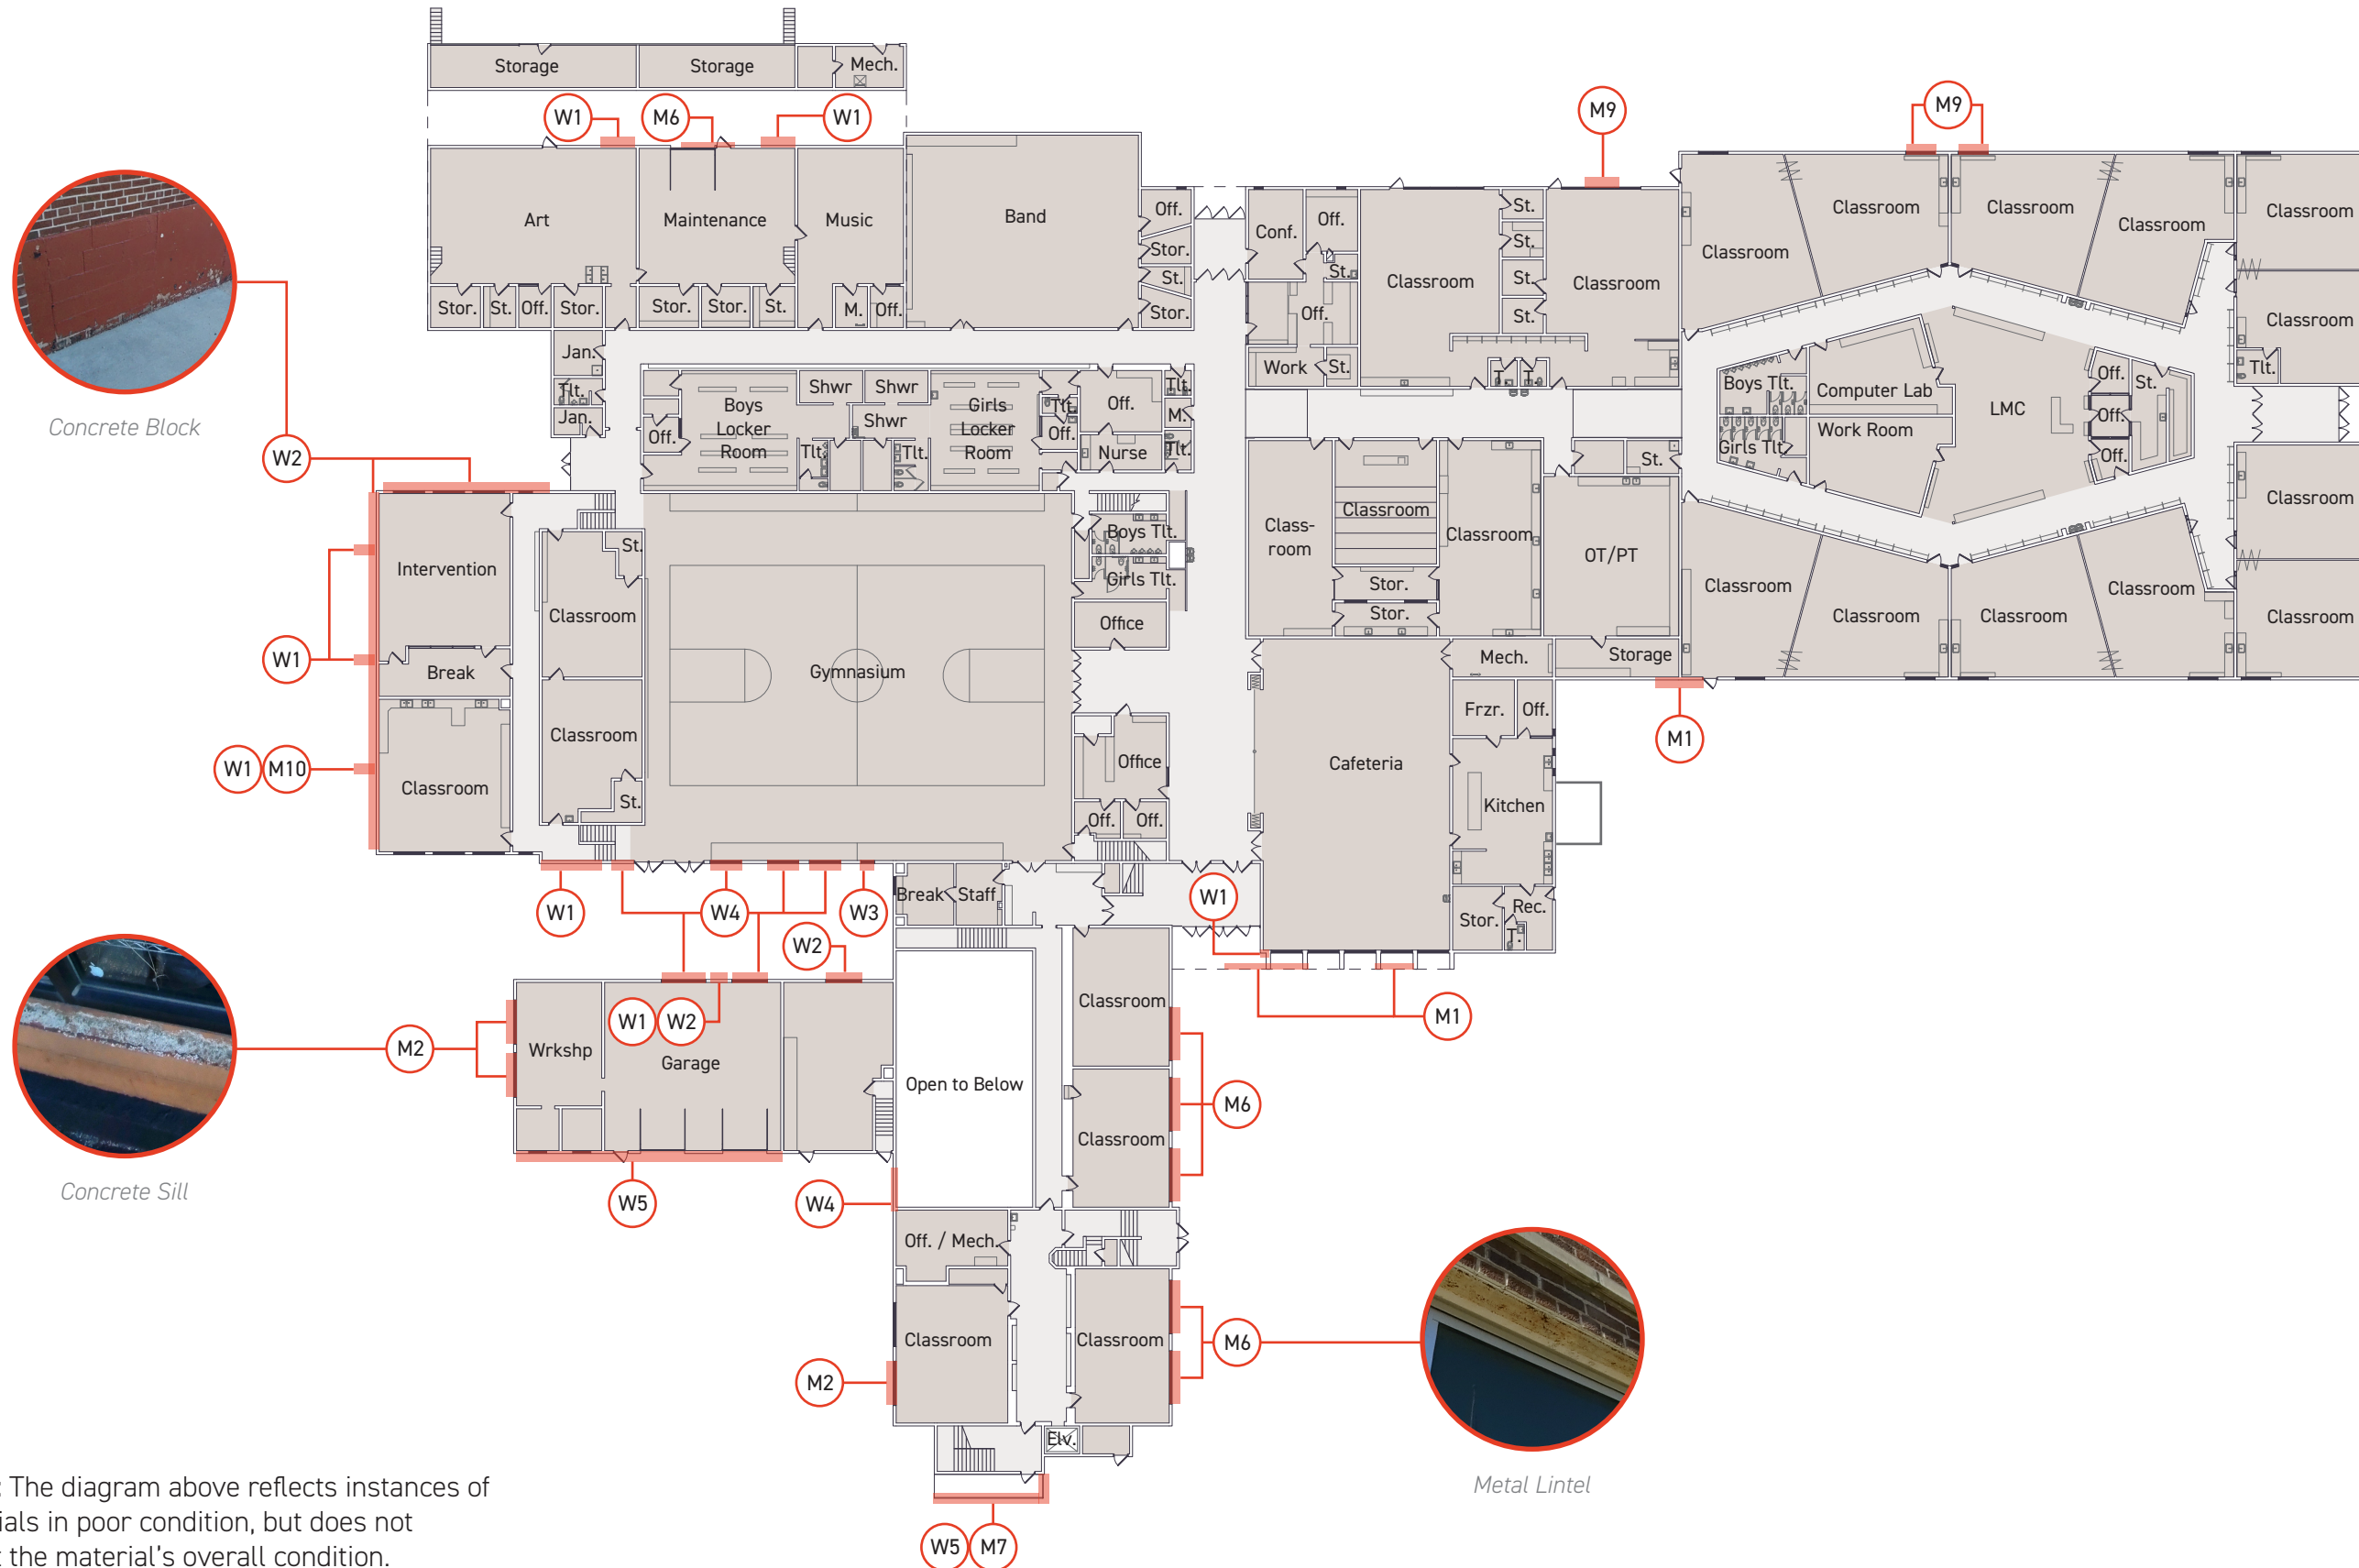 Storage
Storage
Mech.
W1
M6
W1
M9
M9
Art
Maintenance
Music
Band
Off.
Stor.
St.
Stor.
Conf.
Off.
St.
Off.
Work
St.
Classroom
St.
St.
St.
St.
Classroom
T.
T.
Classroom
Classroom
Classroom
Classroom
Classroom
Classroom
Stor.
St.
Off.
Stor.
Stor.
Stor.
St.
M.
Off.
Jan.
Tlt.
Jan.
Concrete Block
W2
Boys
Locker
Room
Off.
Shwr
Shwr
Shwr
Tlt.
Tlt.
Girls
Locker
Room
Tlt.
Off.
Off.
Nurse
Tlt.
M.
Tlt.
Boys Tlt.
Girls Tlt.
Computer Lab
Work Room
LMC
Off.
Off.
Off.
St.
Tlt.
Intervention
Break
Classroom
W1
W1
M10
St.
Classroom
Classroom
St.
Gymnasium
Boys Tlt.
Girls Tlt.
Office
Office
Off.
Off.
Class-
room
Classroom
Stor.
Stor.
Classroom
St.
OT/PT
Storage
Mech.
Classroom
Classroom
Classroom
Classroom
Classroom
Classroom
M1
Frzr.
Off.
Cafeteria
Kitchen
Stor.
Rec.
T.
W1
W4
W3
W2
Break
Staff
W1
M1
Wrkshp
W1
W2
Garage
M2
Concrete Sill
W5
W4
Open to Below
Classroom
Classroom
M6
Off. / Mech.
Classroom
Classroom
M2
M6
Metal Lintel
Elv.
W5
M7
: The diagram above reflects instances of
ials in poor condition, but does not
the material's overall condition.